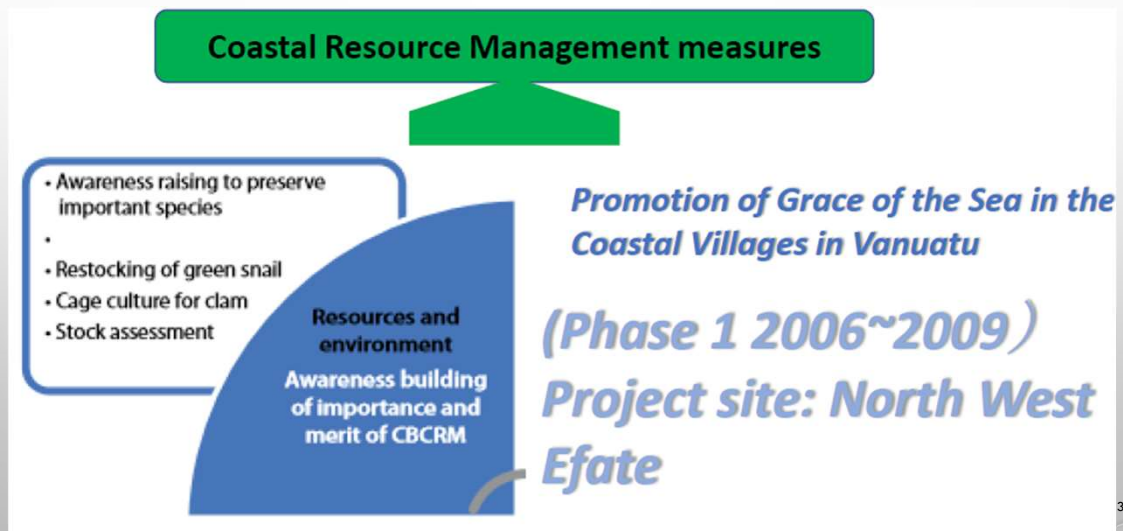 Coastal Resource Management measures
• Awareness raising to preserve
important species
•
• Restocking of green snail
• Cage culture for clam
• Stock assessment
Resources and
environment
Awareness building
of importance and
merit of CBCRM
Promotion of Grace of the Sea in the
Coastal Villages in Vanuatu
(Phase 1 2006~2009）
Project site: North West
Efate
3